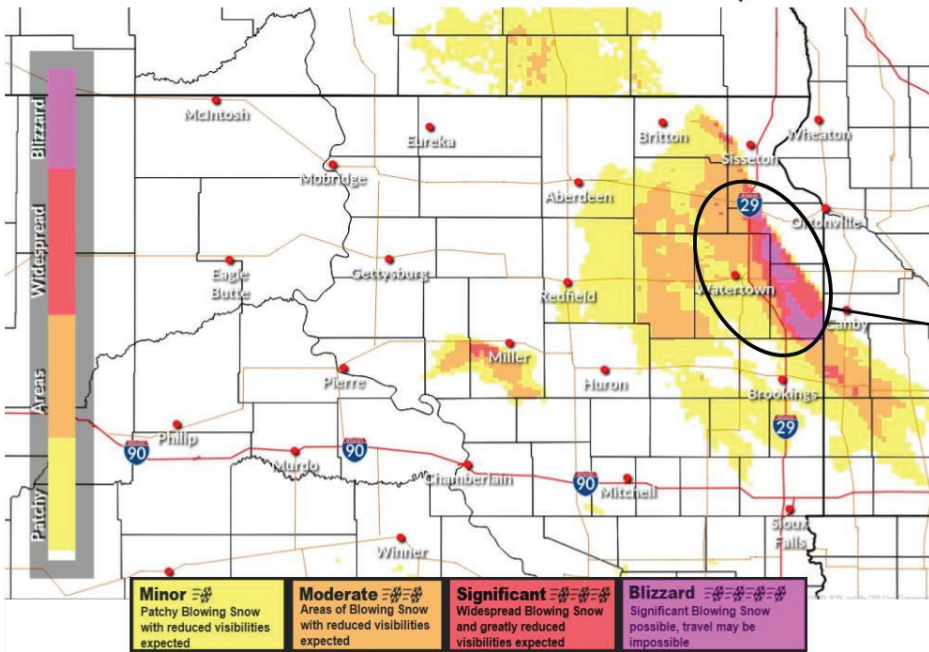 Blizzard
Widespread
Areas
Patchy
McIntosh
Eureka
Britton
Wheaton
Sisseton
Mobridge
Aberdeen
29
Ortonville
Eagle
Butte
Gettysburg
Redfield
Watertown
Canby
Miller
Pierre
Huron
Brookings
Philip
90
Murdo
90
Chamberlain
90
Mitchell
29
Sioux
Falls
Winner
Minor
Patchy Blowing Snow
with reduced visibilities
expected
Moderate
Areas of Blowing Snow
with reduced visibilities
expected
Significant
Widespread Blowing Snow
and greatly reduced
visibilities expected
Blizzard
Significant Blowing Snow
possible, travel may be
impossible